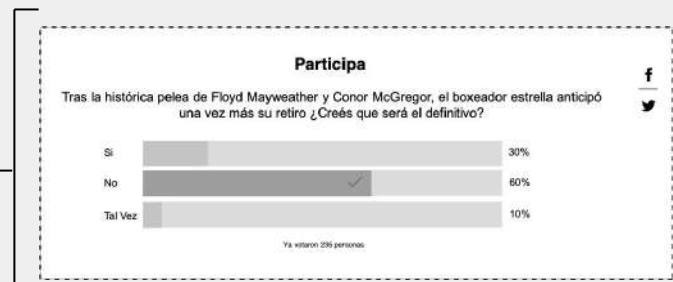 Participa
Tras la histórica pelea de Floyd Mayweather y Conor McGregor, el boxeador estrella anticipó
una vez más su retiro ¿Creés que será el definitivo?
Si 30%
No 60%
Tal Vez 10%
Ya votaron 235 personas